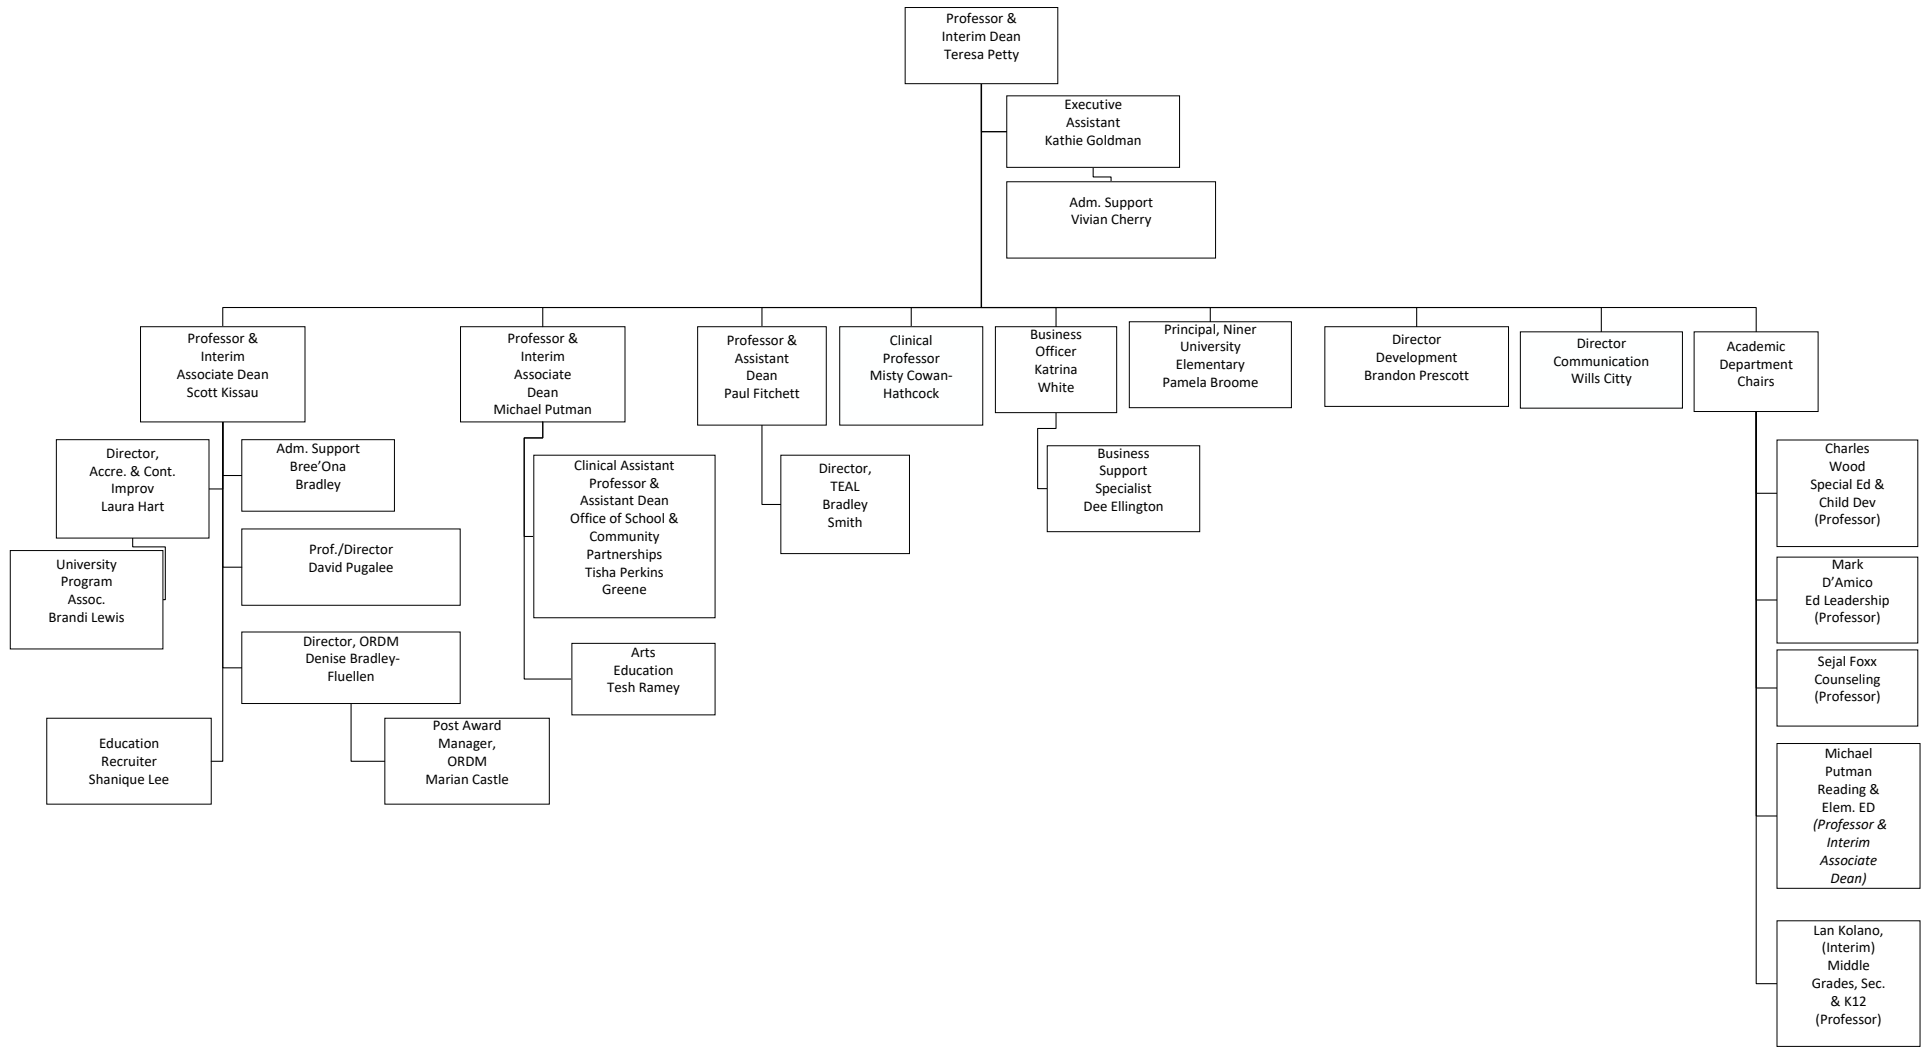 Professor &
Interim Dean
Teresa Petty
Executive
Assistant
Kathie Goldman
Adm. Support
Vivian Cherry
Professor &
Interim
Associate Dean
Scott Kissau
Professor &
Interim
Associate
Dean
Michael Putman
Professor &
Assistant
Dean
Paul Fitchett
Clinical
Professor
Misty Cowan-
Hathcock
Business
Officer
Katrina
White
Principal, Niner
University
Elementary
Pamela Broome
Director
Development
Brandon Prescott
Director
Communication
Wills Citty
Academic
Department
Chairs
Director,
Accre. & Cont.
Improv
Laura Hart
Adm. Support
Bree’Ona
Bradley
University
Program
Assoc.
Brandi Lewis
Prof./Director
David Pugalee
Director, ORDM
Denise Bradley-
Fluellen
Education
Recruiter
Shanique Lee
Post Award
Manager,
ORDM
Marian Castle
Clinical Assistant
Professor &
Assistant Dean
Office of School &
Community
Partnerships
Tisha Perkins
Greene
Arts
Education
Tesh Ramey
Director,
TEAL
Bradley
Smith
Business
Support
Specialist
Dee Ellington
Charles
Wood
Special Ed &
Child Dev
(Professor)
Mark
D’Amico
Ed Leadership
(Professor)
Sejal Foxx
Counseling
(Professor)
Michael
Putman
Reading &
Elem. ED
(Professor &
Interim
Associate
Dean)
Lan Kolano,
(Interim)
Middle
Grades, Sec.
& K12
(Professor)